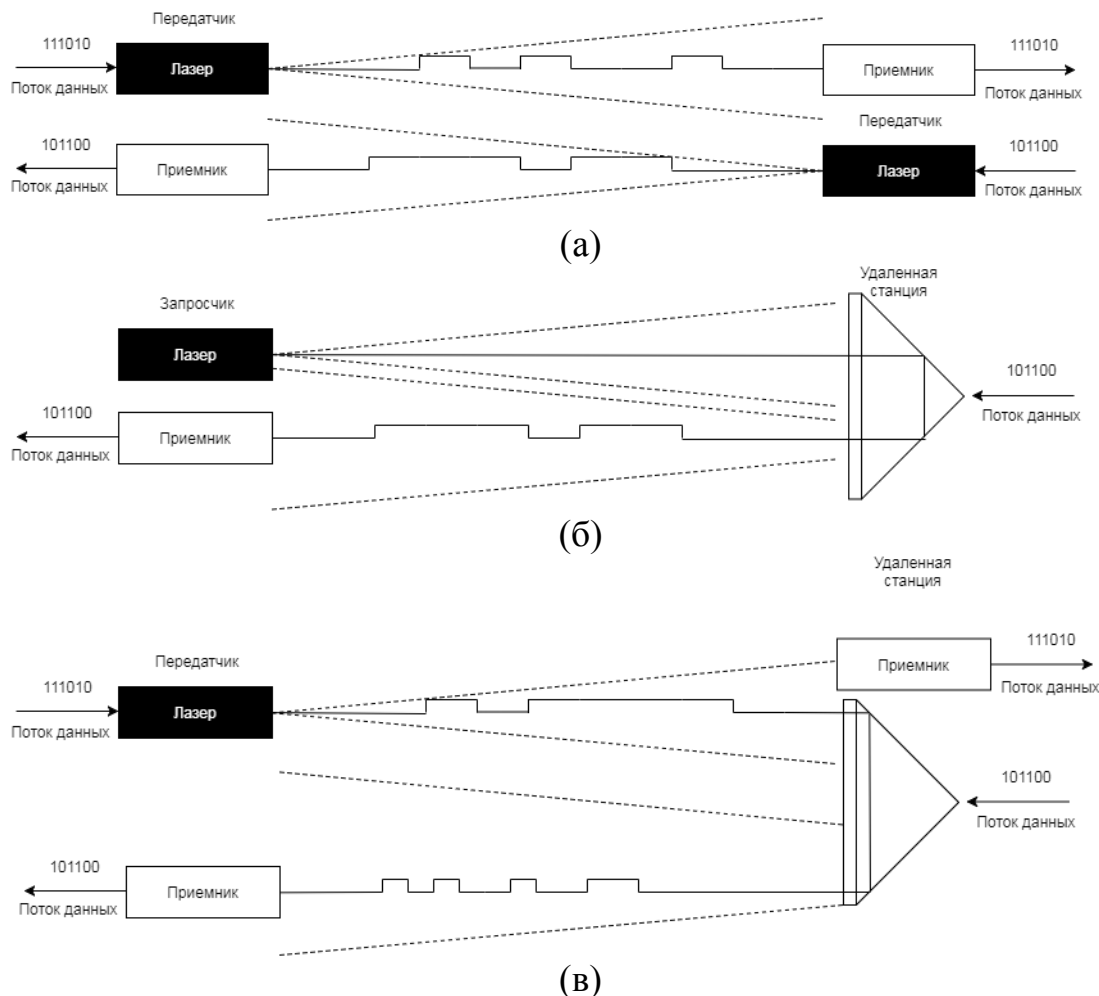 Передатчик
111010
Лазер
Поток данных
Приемник
111010
Поток данных
101100
Приемник
Поток данных
Передатчик
Лазер
101100
Поток данных
(а)
Запросчик
Лазер
Удаленная
станция
101100
Поток данных
101100
Приемник
Поток данных
(б)
Удаленная
станция
Передатчик
111010
Лазер
Поток данных
Приемник
111010
Поток данных
101100
Поток данных
101100
Приемник
Поток данных
(в)